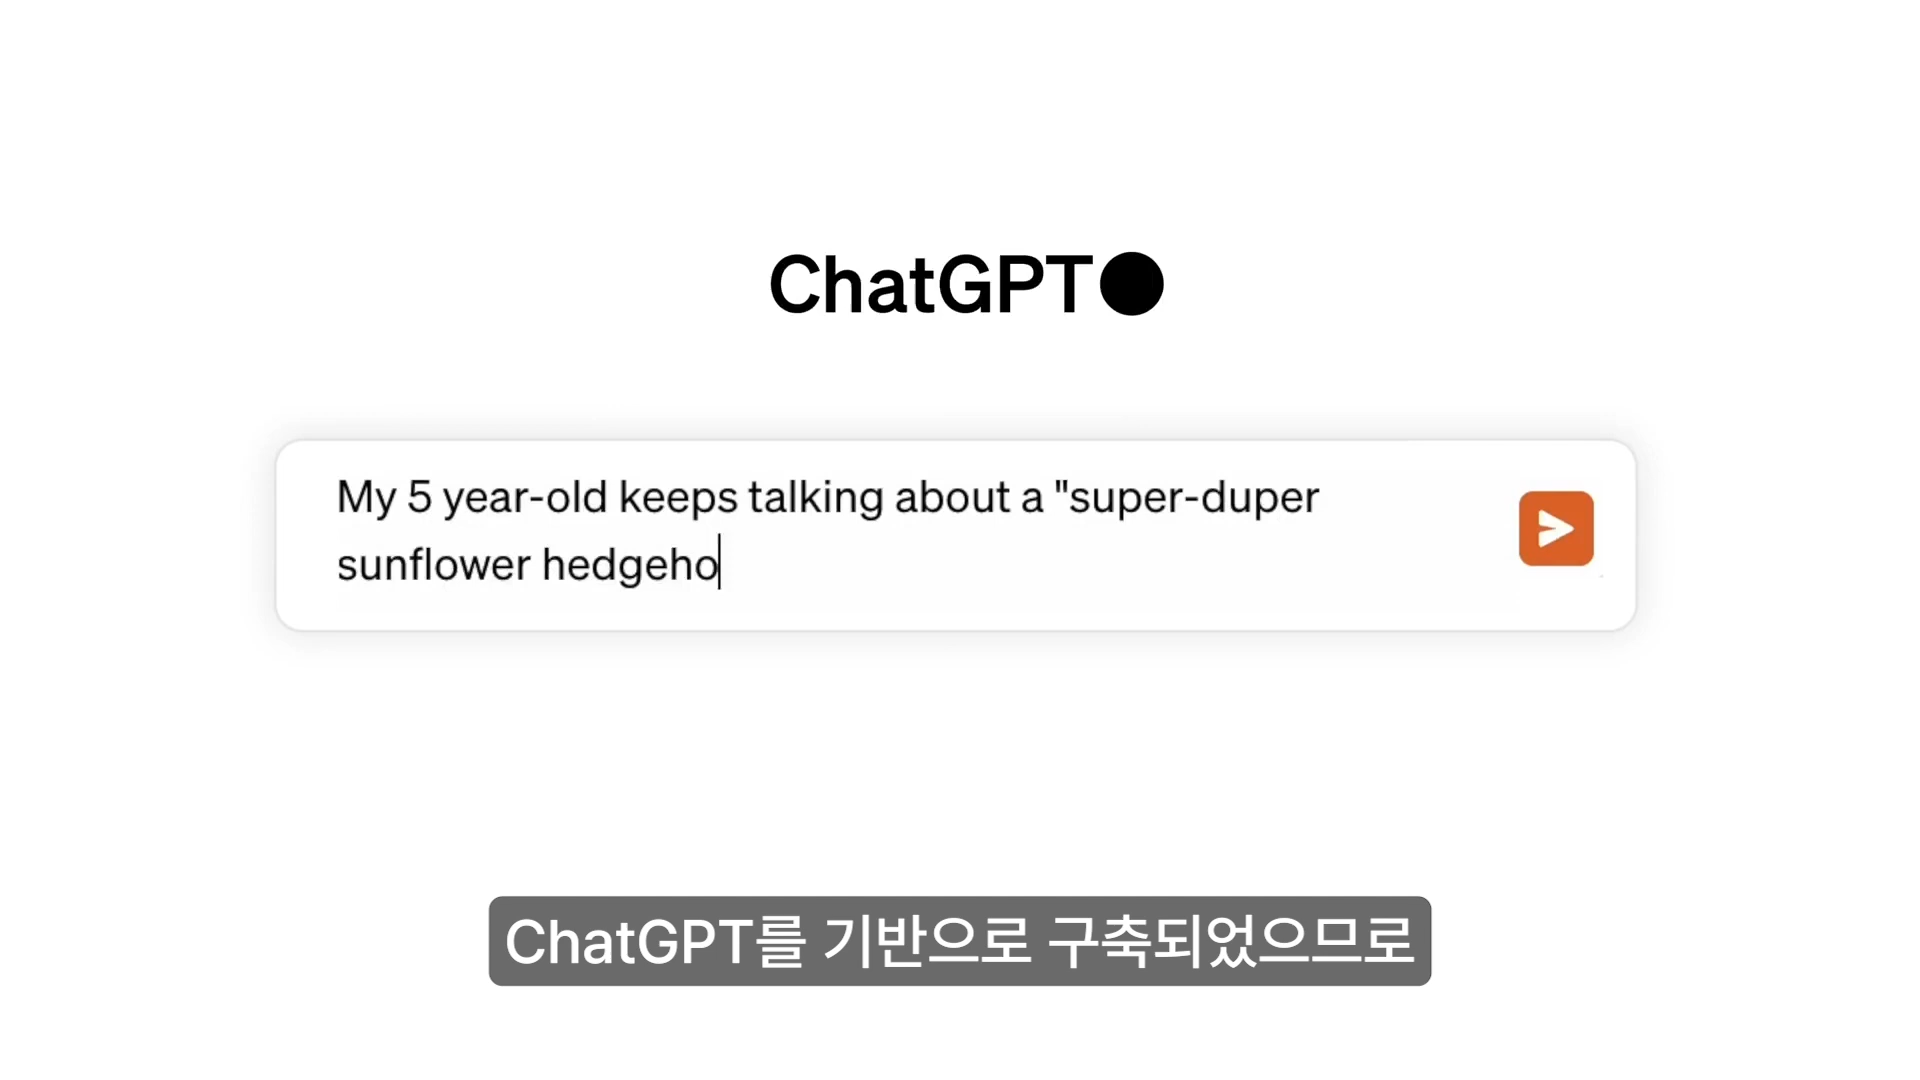 ChatGPT
My 5 year-old keeps talking about a "super-duper
sunflower hedgeho
ChatGPT를 기반으로 구축되었으므로